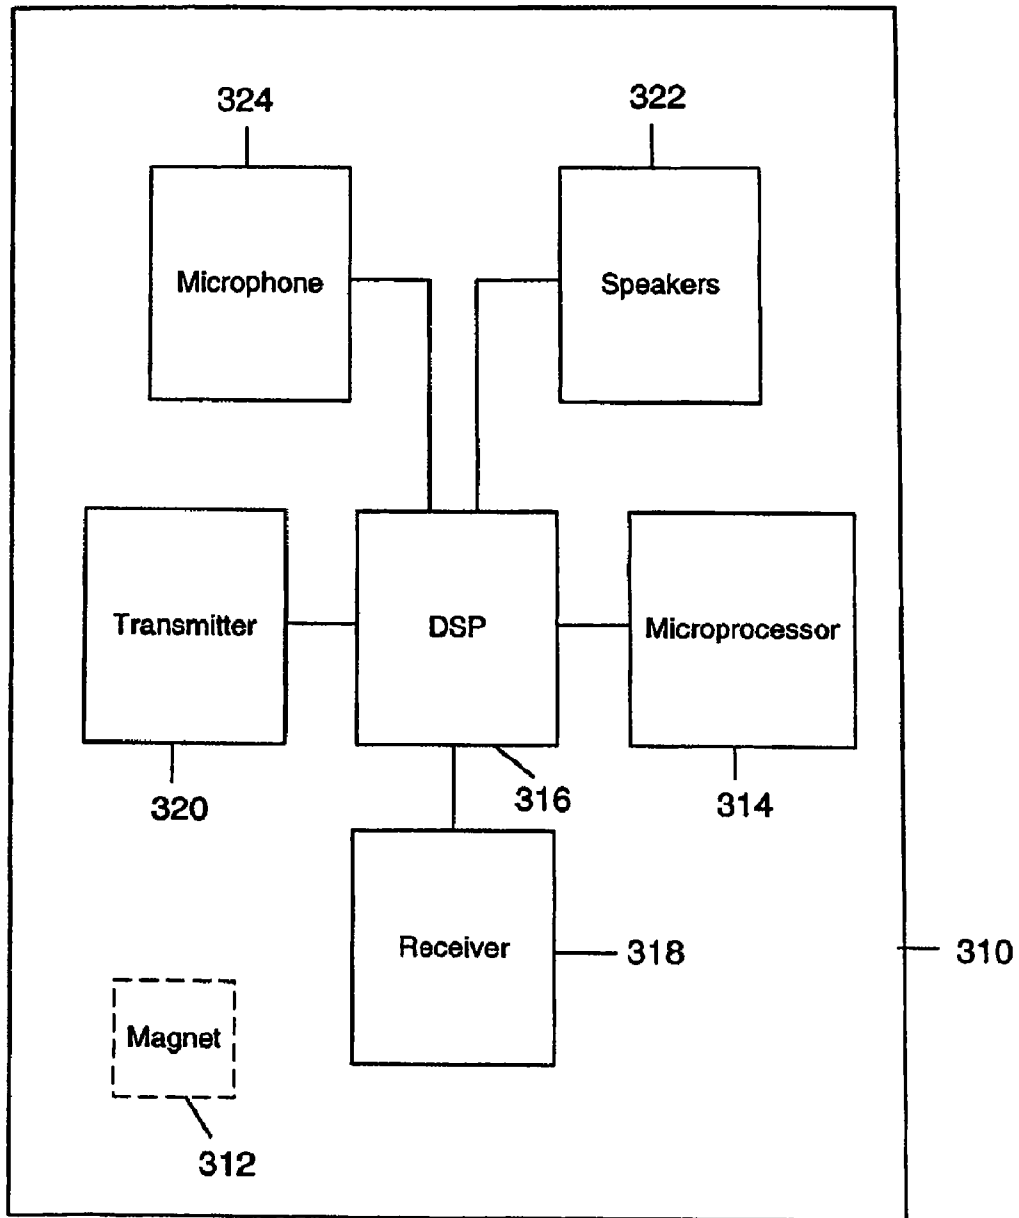 324
322
Microphone
Speakers
Transmitter
DSP
Microprocessor
320
316
314
Receiver
318
310
Magnet
312